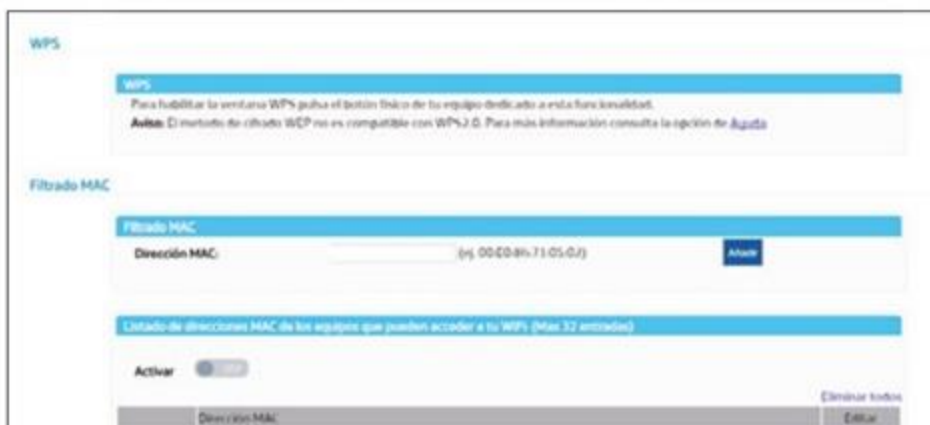 WPS
WPS
Para habilitar la ventana WPS pulsa el botón físico de tu equipo dedicado a esta funcionalidad.
Aviso: El metodo de cifrado WEP no es compatible con WPS2.0. Para más información consulta la opción de Ayuda
Filtrado MAC
Filtrado MAC
Dirección MAC: (ej.
Añadir
Listado de direcciones MAC de los equipos que pueden acceder a tu WiFi (Max 32 entradas)
Activar
Eliminar todos
Dirección MAC Editar